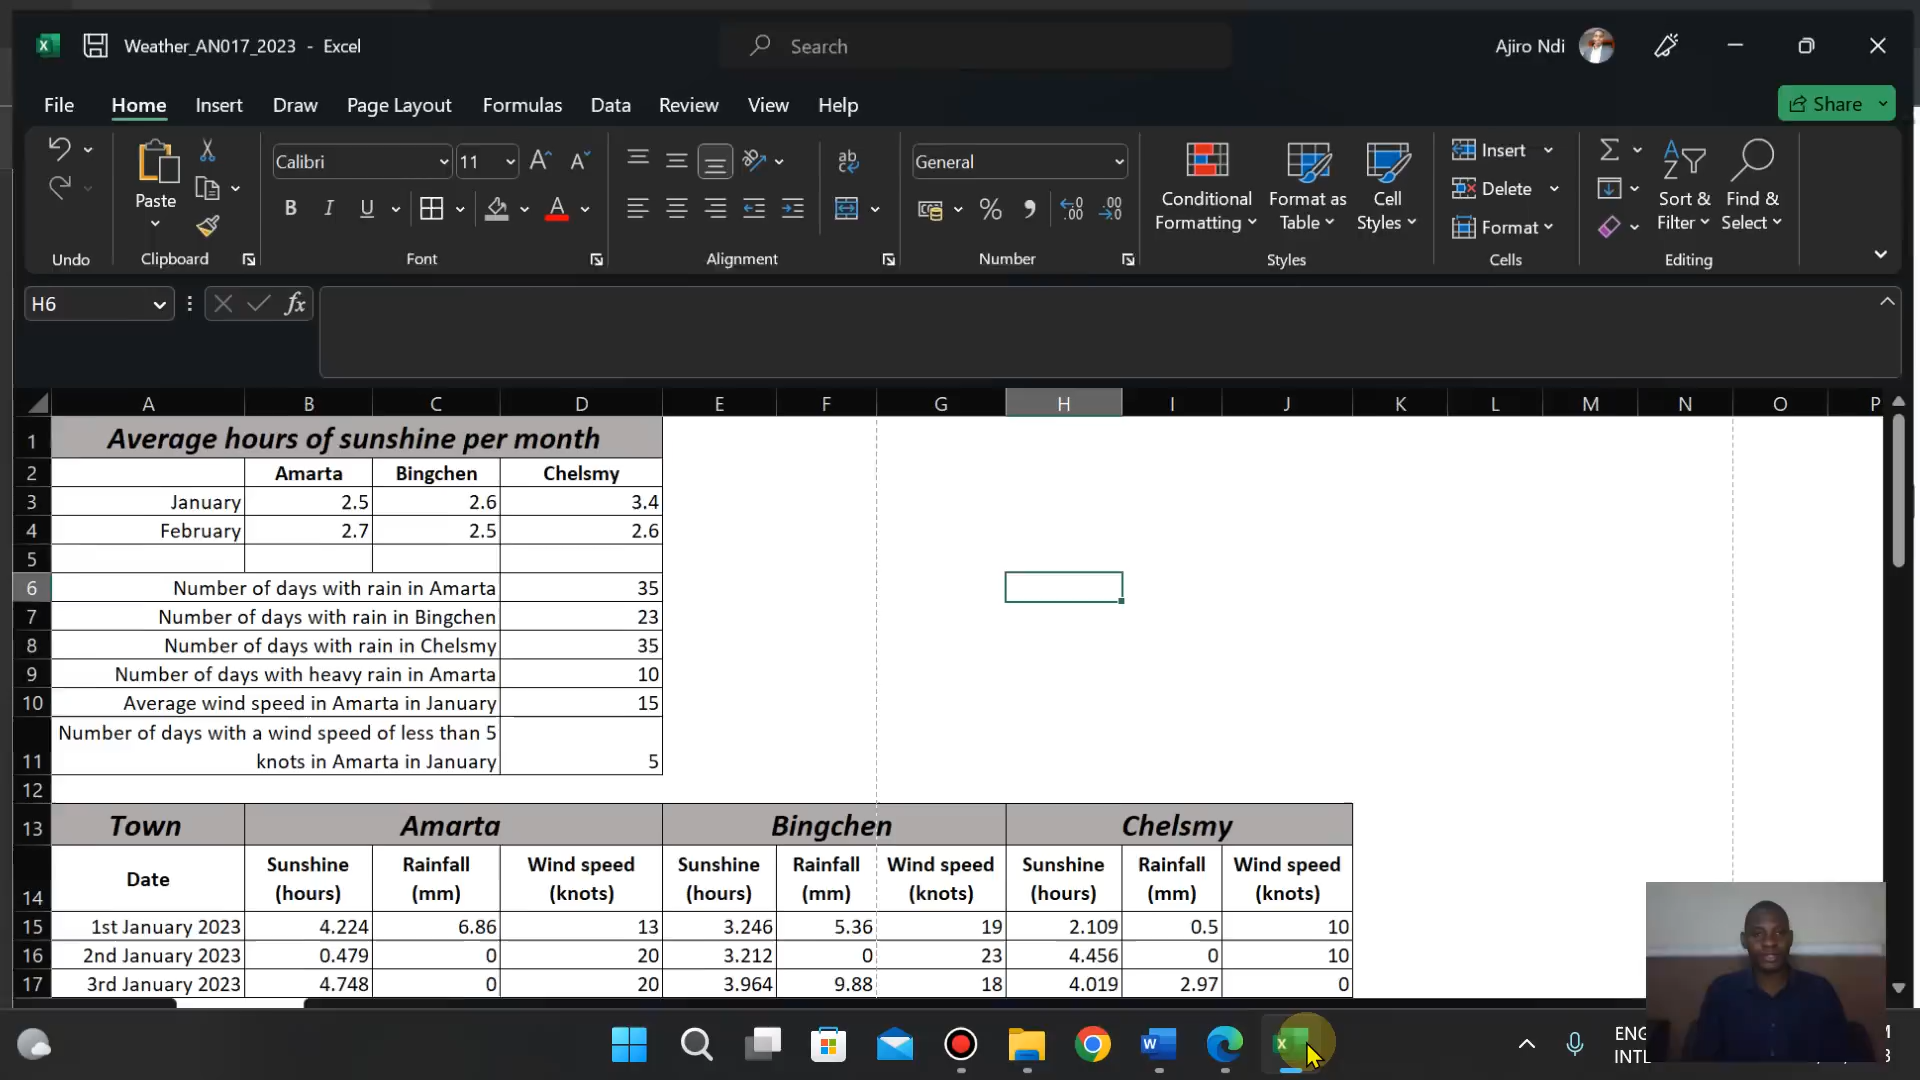 Weather_AN017_2023 - Excel
Search
Ajiro Ndi
File Home Insert Draw Page Layout Formulas Data Review View Help
Share
Undo
Paste
Clipboard
Calibri 11
B I U A
Font
ab
Alignment
General
% .00
Number
Conditional Formatting
Format as Table
Cell Styles
Styles
Insert
Delete
Format
Cells
Sort & Filter
Find & Select
Editing
H6
fx
A B C D E F G H I J K L M N O P
1 Average hours of sunshine per month
2 Amarta Bingchen Chelsmy
3 January 2.5 2.6 3.4
4 February 2.7 2.5 2.6
5
6 Number of days with rain in Amarta 35
7 Number of days with rain in Bingchen 23
8 Number of days with rain in Chelsmy 35
9 Number of days with heavy rain in Amarta 10
10 Average wind speed in Amarta in January 15
Number of days with a wind speed of less than 5
11 knots in Amarta in January 5
12
13 Town Amarta Bingchen Chelsmy
Date Sunshine Rainfall Wind speed Sunshine Rainfall Wind speed Sunshine Rainfall Wind speed
14 (hours) (mm) (knots) (hours) (mm) (knots) (hours) (mm) (knots)
15 1st January 2023 4.224 6.86 13 3.246 5.36 19 2.109 0.5 10
16 2nd January 2023 0.479 0 20 3.212 0 23 4.456 0 10
17 3rd January 2023 4.748 0 20 3.964 9.88 18 4.019 2.97 0
ENG
INTL